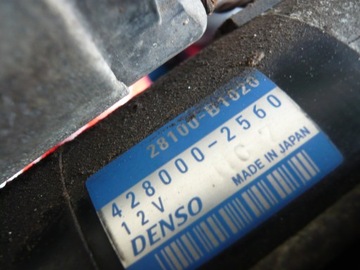 28100-B1020
428000-2560
12V
DENSO MADE IN JAPAN